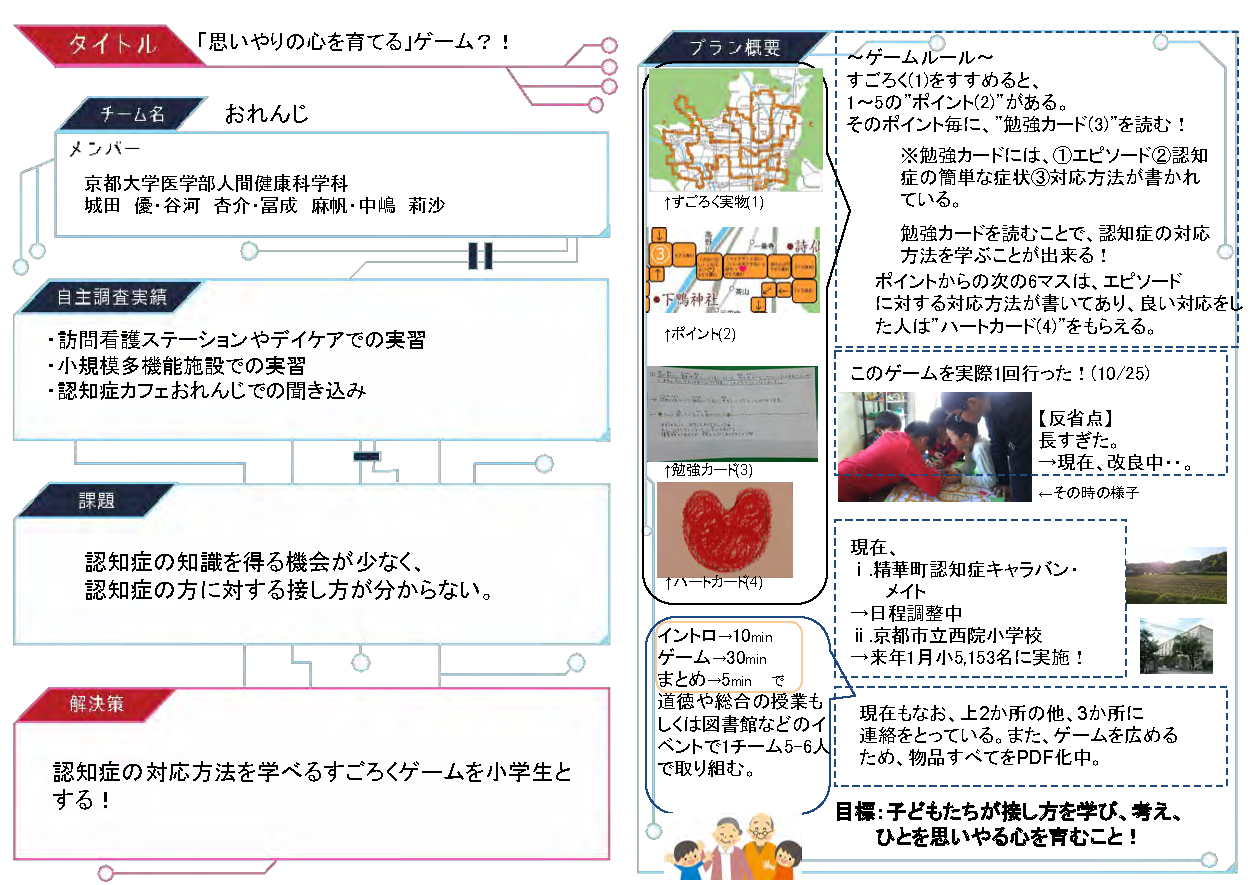 タイトル
「思いやりの心を育てる」ゲーム？！
チーム名
おれんじ
メンバー
京都大学医学部人間健康科学科
城田　優・谷河　杏介・冨成　麻帆・中嶋　莉沙
自主調査実績
・訪問看護ステーションやデイケアでの実習
・小規模多機能施設での実習
・認知症カフェおれんじでの聞き込み
課題
認知症の知識を得る機会が少なく、
認知症の方に対する接し方が分からない。
解決策
認知症の対応方法を学べるすごろくゲームを小学生と
する！
プラン概要
↑すごろく実物(1)
③
詩仙
一乗寺
茶山
下鴨神社
↑ポイント(2)
↑勉強カード(3)
↑ハートカード(4)
～ゲームルール～
すごろく(1)をすすめると、
1～5の”ポイント(2)”がある。
そのポイント毎に、”勉強カード(3)”を読む！
※勉強カードには、①エピソード②認知
症の簡単な症状③対応方法が書かれ
ている。
勉強カードを読むことで、認知症の対応
方法を学ぶことが出来る！
ポイントからの次の6マスは、エピソード
に対する対応方法が書いてあり、良い対応をし
た人は”ハートカード(4)”をもらえる。
このゲームを実際1回行った！(10/25)
【反省点】
長すぎた。
→現在、改良中・・。
←その時の様子
現在、
ⅰ.精華町認知症キャラバン・
メイト
→日程調整中
ⅱ.京都市立西院小学校
→来年1月小5,153名に実施！
イントロ→10min
ゲーム→30min
まとめ→5min　で
道徳や総合の授業も
しくは図書館などのイ
ベントで1チーム5-6人
で取り組む。
現在もなお、上2か所の他、3か所に
連絡をとっている。また、ゲームを広める
ため、物品すべてをPDF化中。
目標：子どもたちが接し方を学び、考え、
ひとを思いやる心を育むこと！